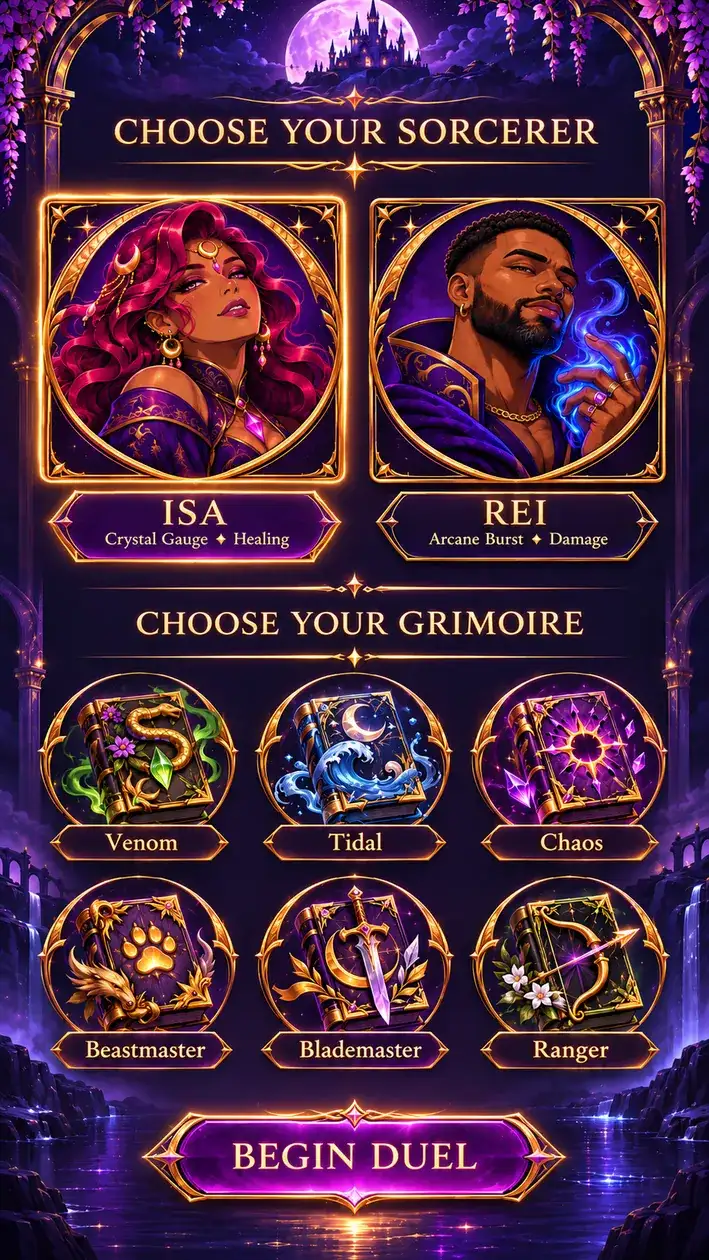 CHOOSE YOUR SORCERER
ISA
Crystal Gauge ✦ Healing
REI
Arcane Burst ✦ Damage
CHOOSE YOUR GRIMOIRE
Venom
Tidal
Chaos
Beastmaster
Blademaster
Ranger
BEGIN DUEL